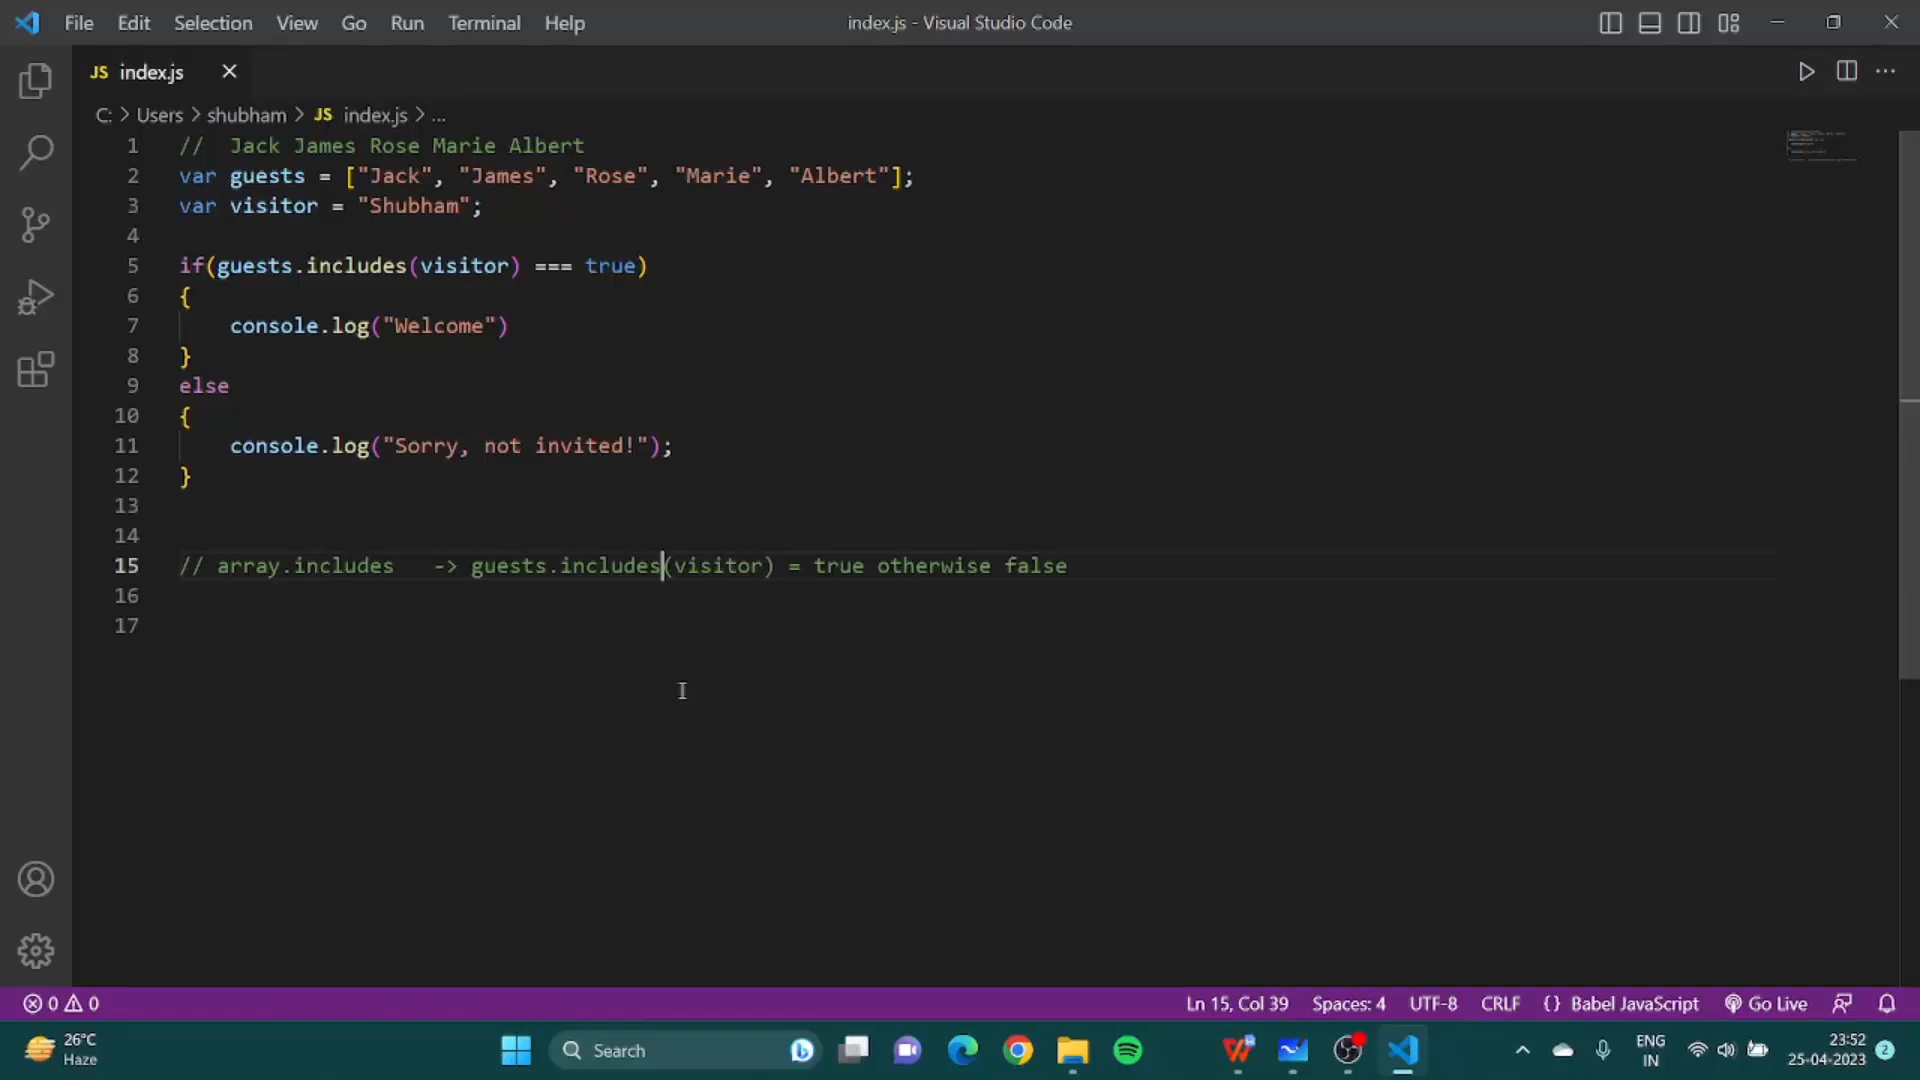 File Edit Selection View Go Run Terminal Help index.js - Visual Studio Code
JS index.js
C: > Users > shubham > JS index.js > ...
1 //  Jack James Rose Marie Albert
2 var guests = ["Jack", "James", "Rose", "Marie", "Albert"];
3 var visitor = "Shubham";
4
5 if(guests.includes(visitor) === true)
6 {
7     console.log("Welcome")
8 }
9 else
10 {
11     console.log("Sorry, not invited!");
12 }
13
14
15 // array.includes   -> guests.includes(visitor) = true otherwise false
16
17
0 0 Ln 15, Col 39 Spaces: 4 UTF-8 CRLF {} Babel JavaScript Go Live
26°C
Haze
Search
ENG
IN
23:52
25-04-2023
2